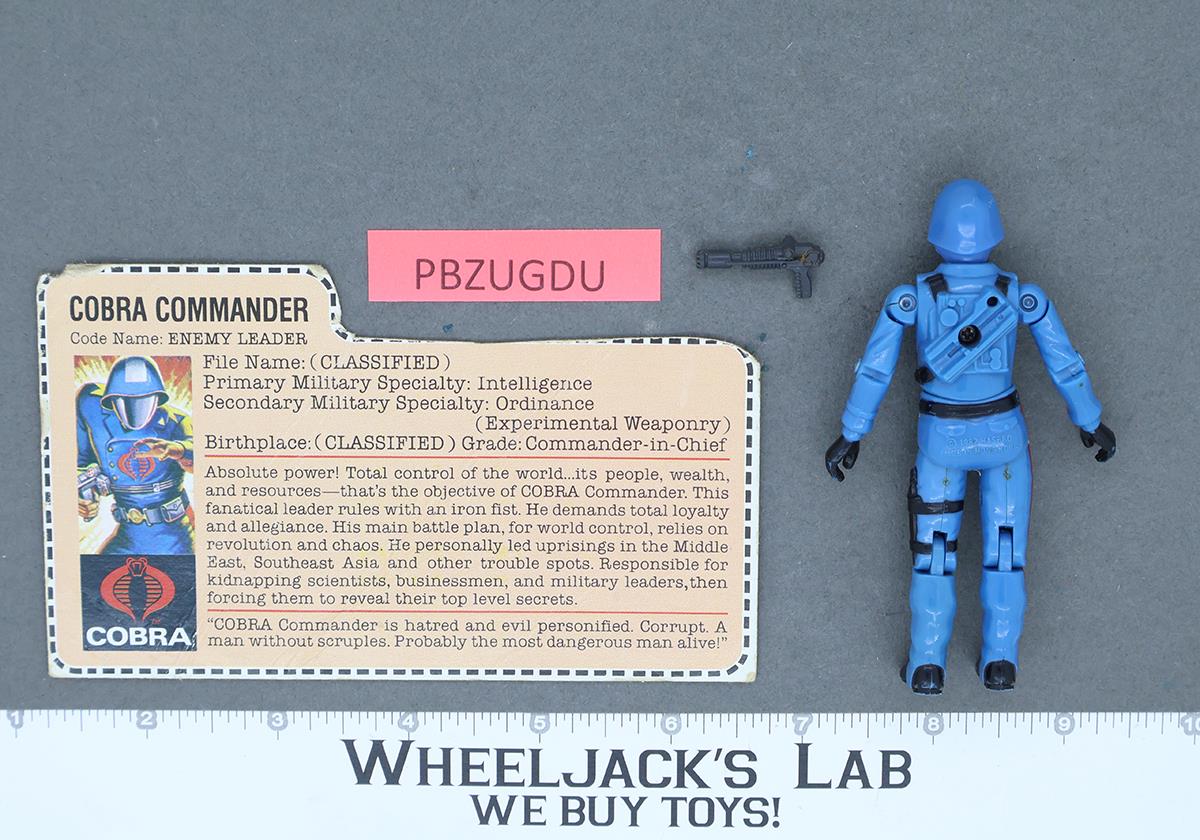 PBZUGDU
COBRA COMMANDER
Code Name: ENEMY LEADER
File Name: (CLASSIFIED)
Primary Military Specialty: Intelligence
Secondary Military Specialty: Ordinance
(Experimental Weaponry)
Birthplace: (CLASSIFIED) Grade: Commander-in-Chief
Absolute power! Total control of the world...its people, wealth,
and resources—that's the objective of COBRA Commander. This
fanatical leader rules with an iron fist. He demands total loyalty
and allegiance. His main battle plan, for world control, relies on
revolution and chaos. He personally led uprisings in the Middle
East, Southeast Asia and other trouble spots. Responsible for
kidnapping scientists, businessmen, and military leaders,then
forcing them to reveal their top level secrets.
"COBRA Commander is hatred and evil personified. Corrupt. A
man without scruples. Probably the most dangerous man alive!"
COBRA
© 1982 HASBRO
1 2 3 4 5 6 7 8 9 10
WHEELJACK'S LAB
WE BUY TOYS!